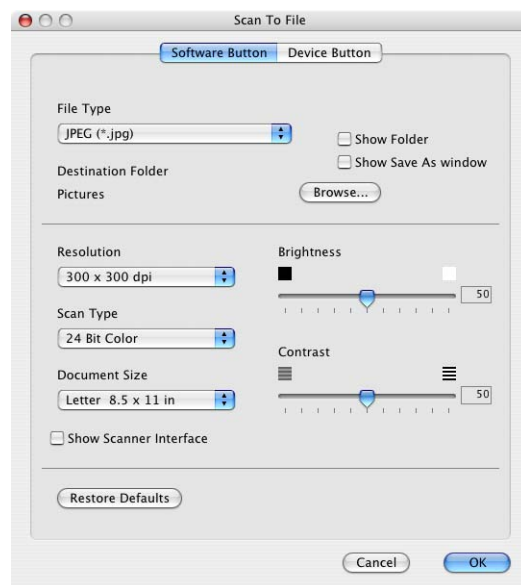 Scan To File
Software Button Device Button
File Type
JPEG (*.jpg)
Show Folder
Show Save As window
Destination Folder
Pictures
Browse...
Resolution
300 x 300 dpi
Scan Type
24 Bit Color
Document Size
Letter 8.5 x 11 in
Show Scanner Interface
Brightness
50
Contrast
50
Restore Defaults
Cancel OK